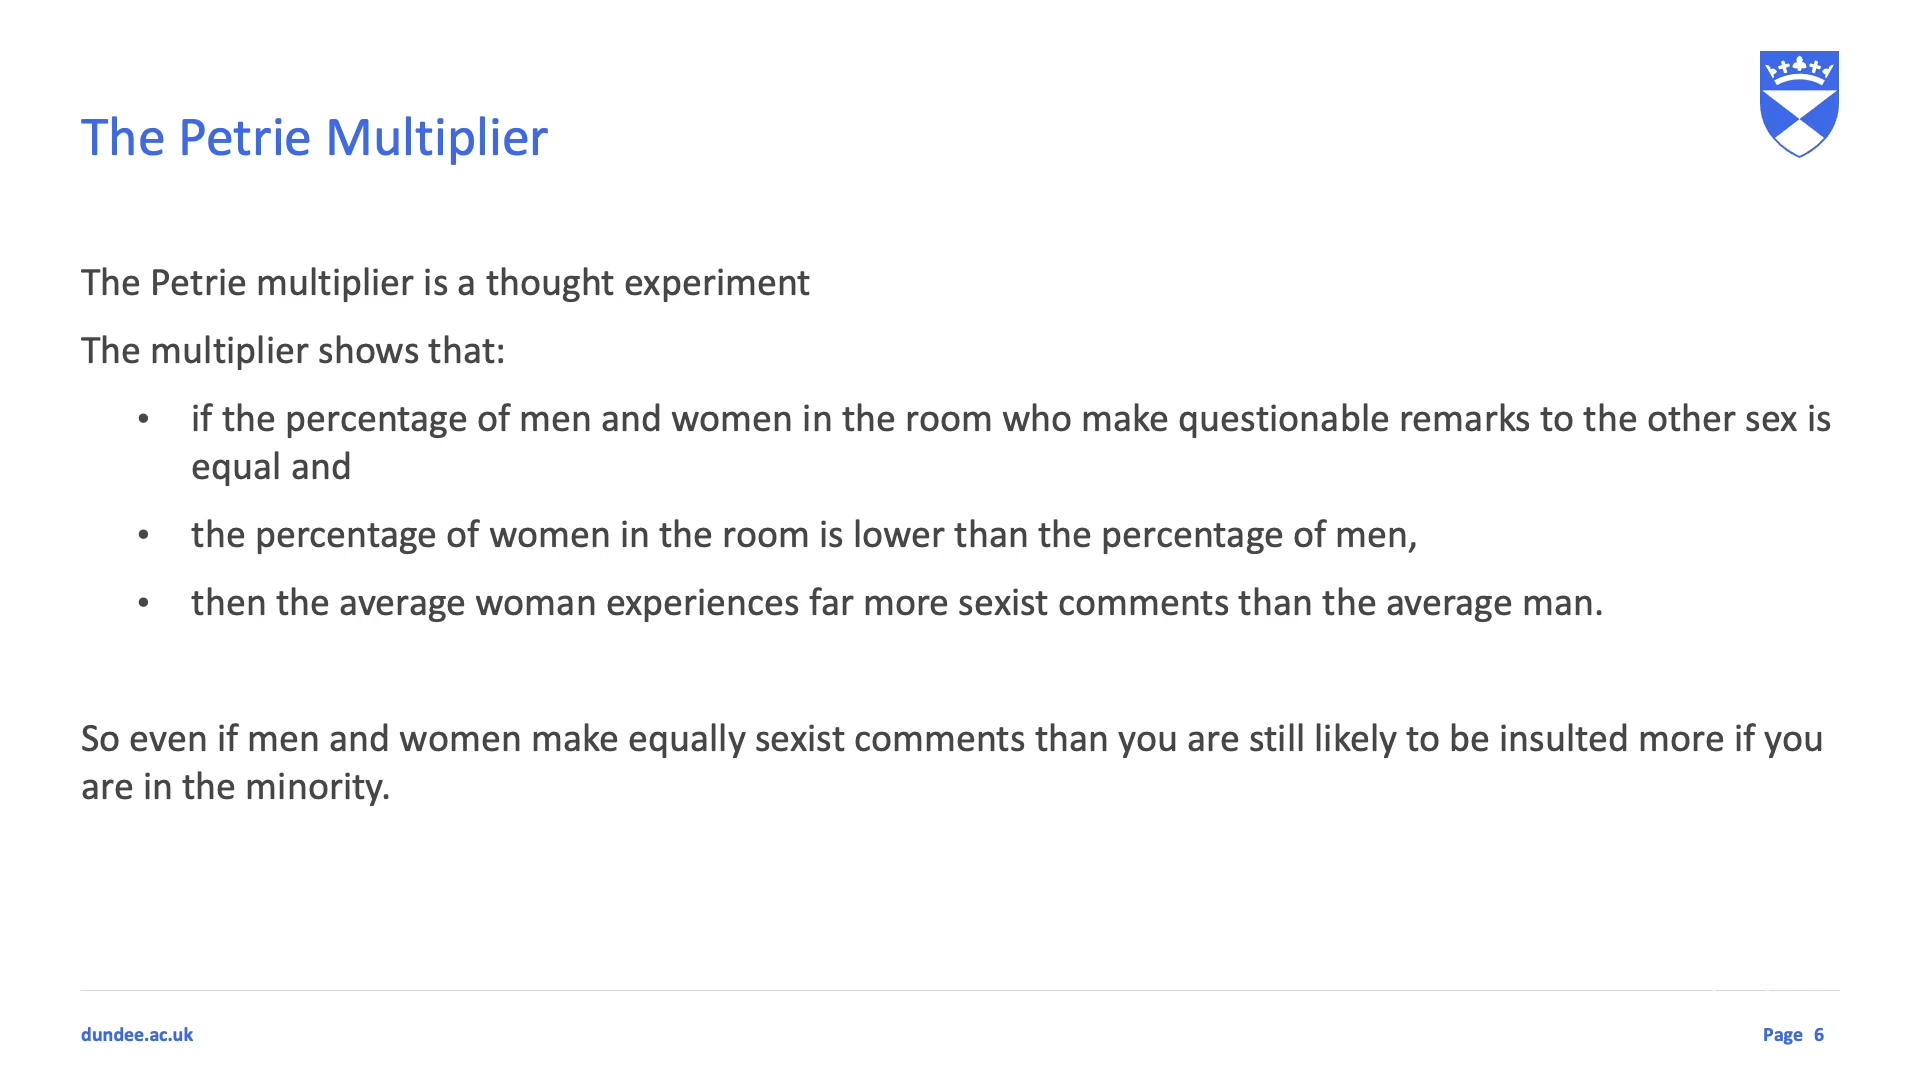 The Petrie Multiplier
The Petrie multiplier is a thought experiment
The multiplier shows that:
• if the percentage of men and women in the room who make questionable remarks to the other sex is
equal and
• the percentage of women in the room is lower than the percentage of men,
• then the average woman experiences far more sexist comments than the average man.
So even if men and women make equally sexist comments than you are still likely to be insulted more if you
are in the minority.
dundee.ac.uk
Page 6